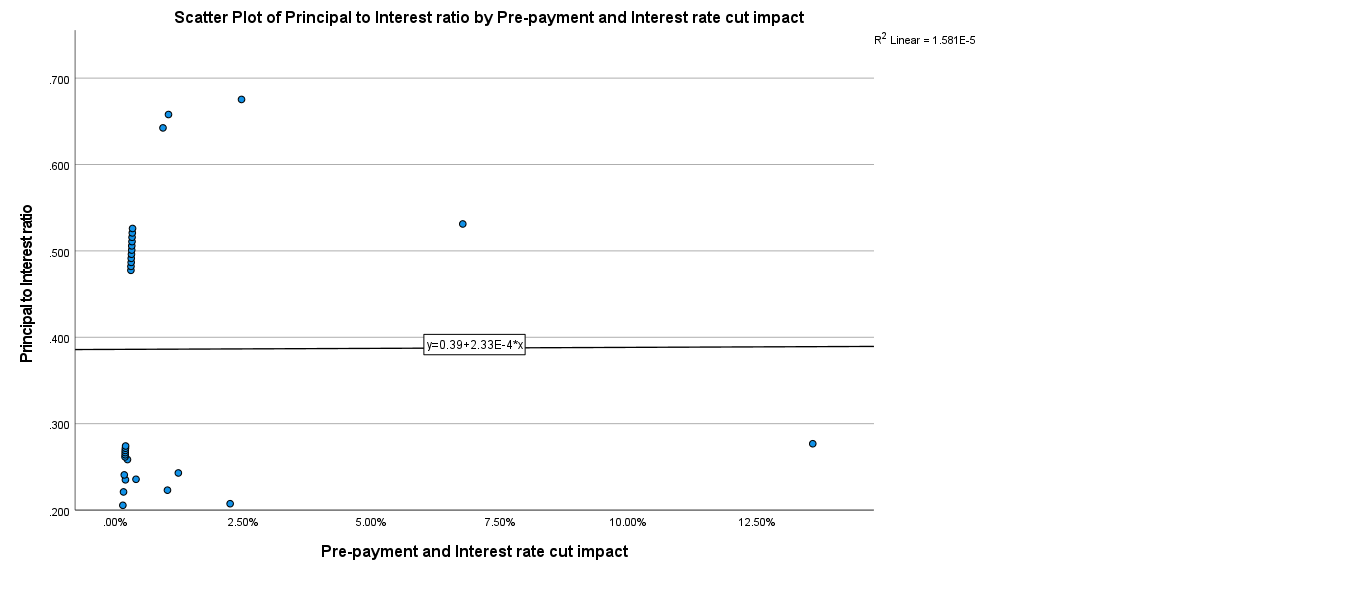 Scatter Plot of Principal to Interest ratio by Pre-payment and Interest rate cut impact
R2 Linear = 1.581E-5
.700
.600
.500
.400
.300
.200
Principal to Interest ratio
y=0.39+2.33E-4*x
.00%
2.50%
5.00%
7.50%
10.00%
12.50%
Pre-payment and Interest rate cut impact